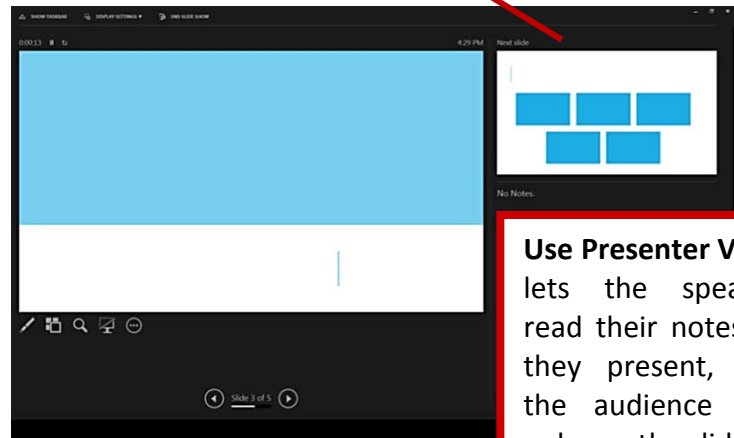 SHOW TASKBAR DISPLAY SETTINGS ▼ END SLIDE SHOW
0:00:13 4:29 PM Next slide
No Notes.
Use Presenter
lets the
read their notes
they present,
the audience
Slide 3 of 5